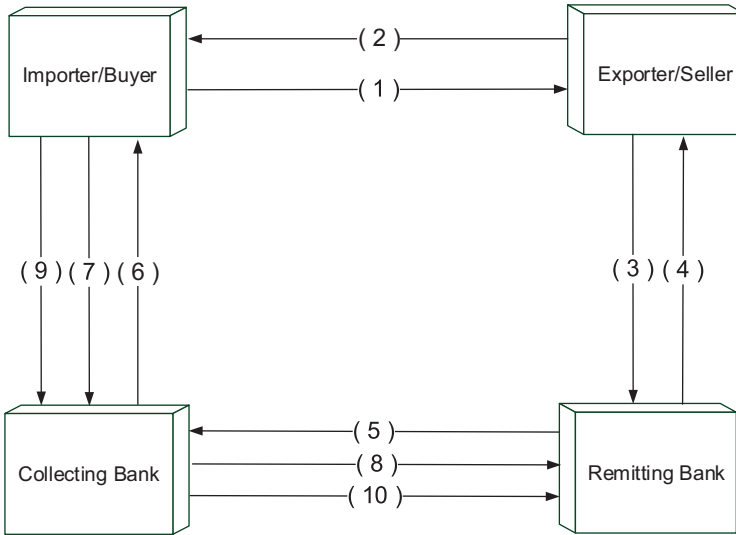 ( 2 )
Importer/Buyer
Exporter/Seller
( 1 )
( 9 ) ( 7 ) ( 6 )
( 3 ) ( 4 )
( 5 )
Collecting Bank
( 8 )
Remitting Bank
( 10 )